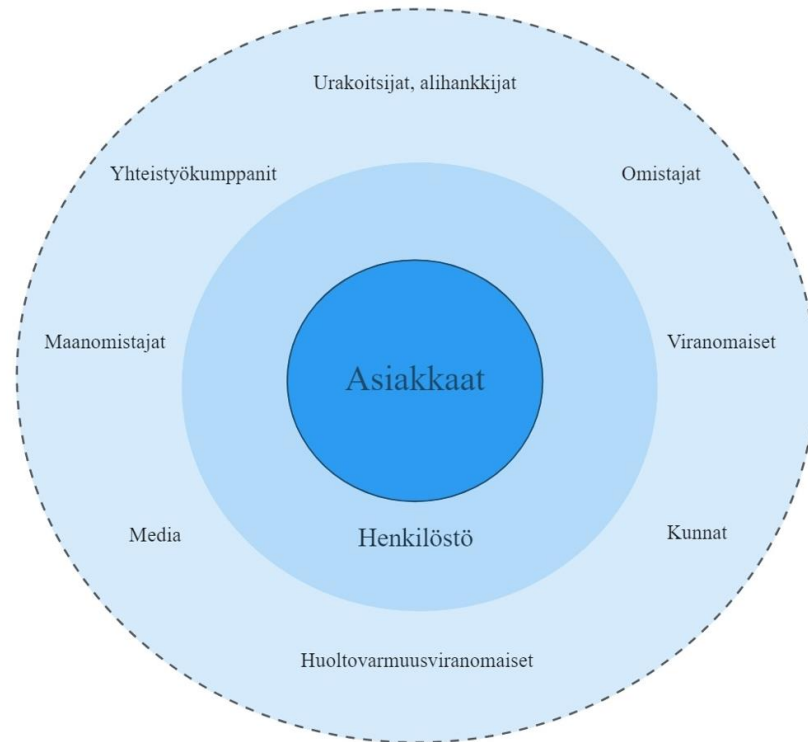 Urakoitsijat, alihankkijat
Yhteistyökumppanit
Omistajat
Maanomistajat
Viranomaiset
Asiakkaat
Media
Henkilöstö
Kunnat
Huoltovarmuusviranomaiset